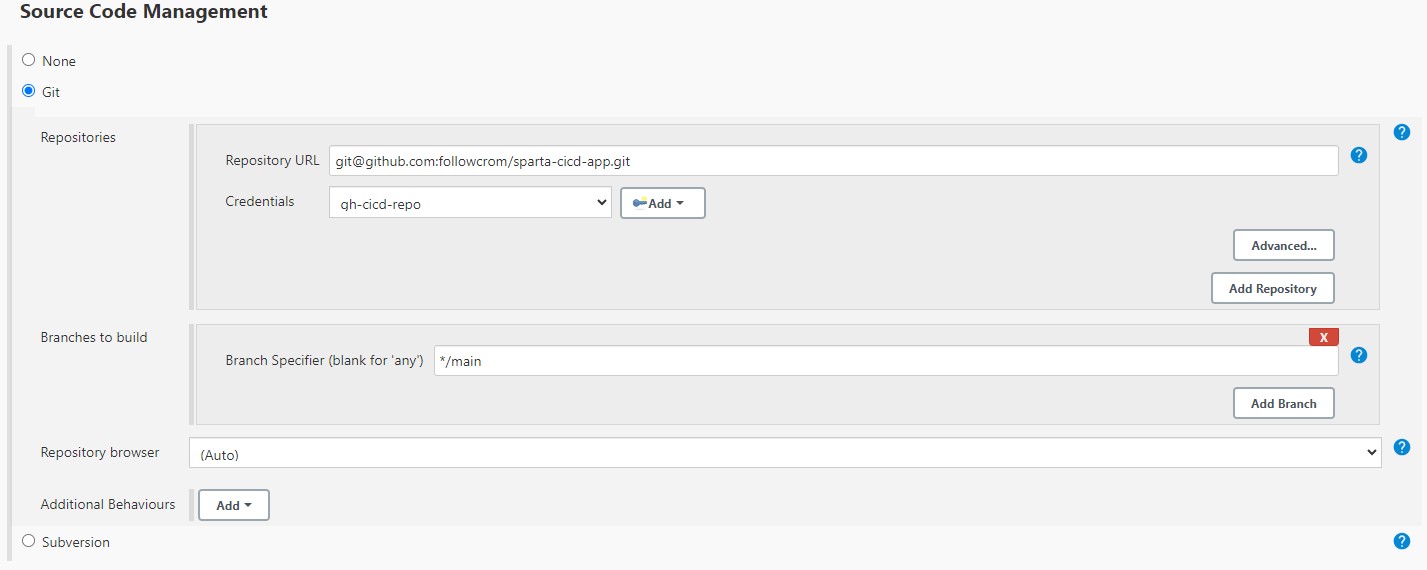 Source Code Management
None
Git
Repositories
?
Repository URL git@github.com:followcrom/sparta-cicd-app.git ?
Credentials gh-cicd-repo Add
Advanced...
Add Repository
Branches to build
X
Branch Specifier (blank for 'any') */main ?
Add Branch
Repository browser (Auto) ?
Additional Behaviours Add
Subversion ?